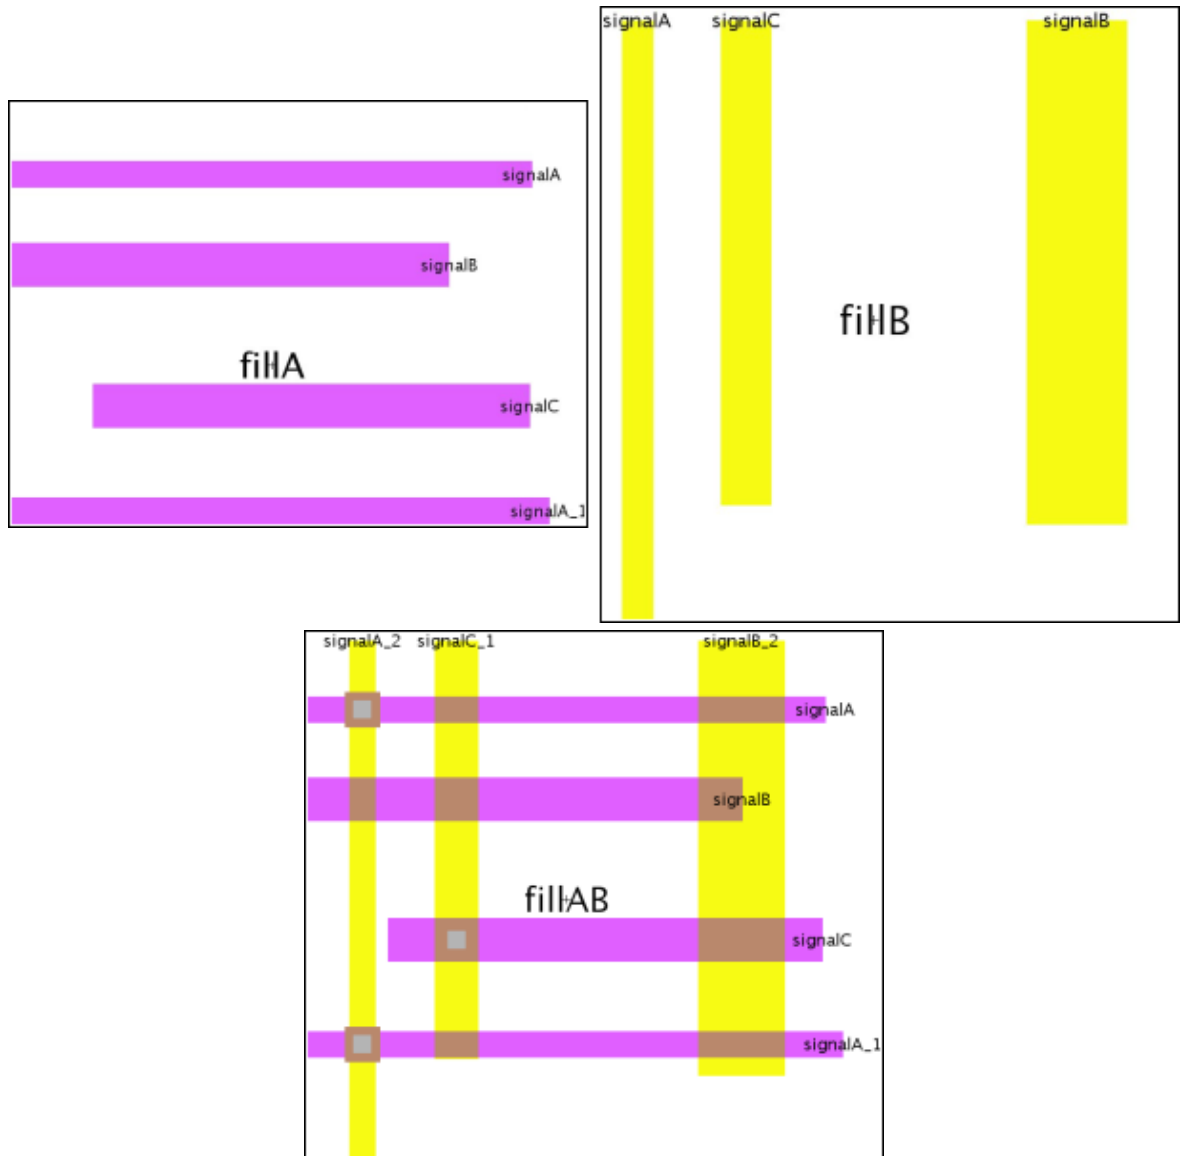 signalA
signalB
fillA
signalC
signalA_1
signalA signalC signalB
fillB
signalA_2 signalC_1 signalB_2
signalA
signalB
fillAB
signalC
signalA_1